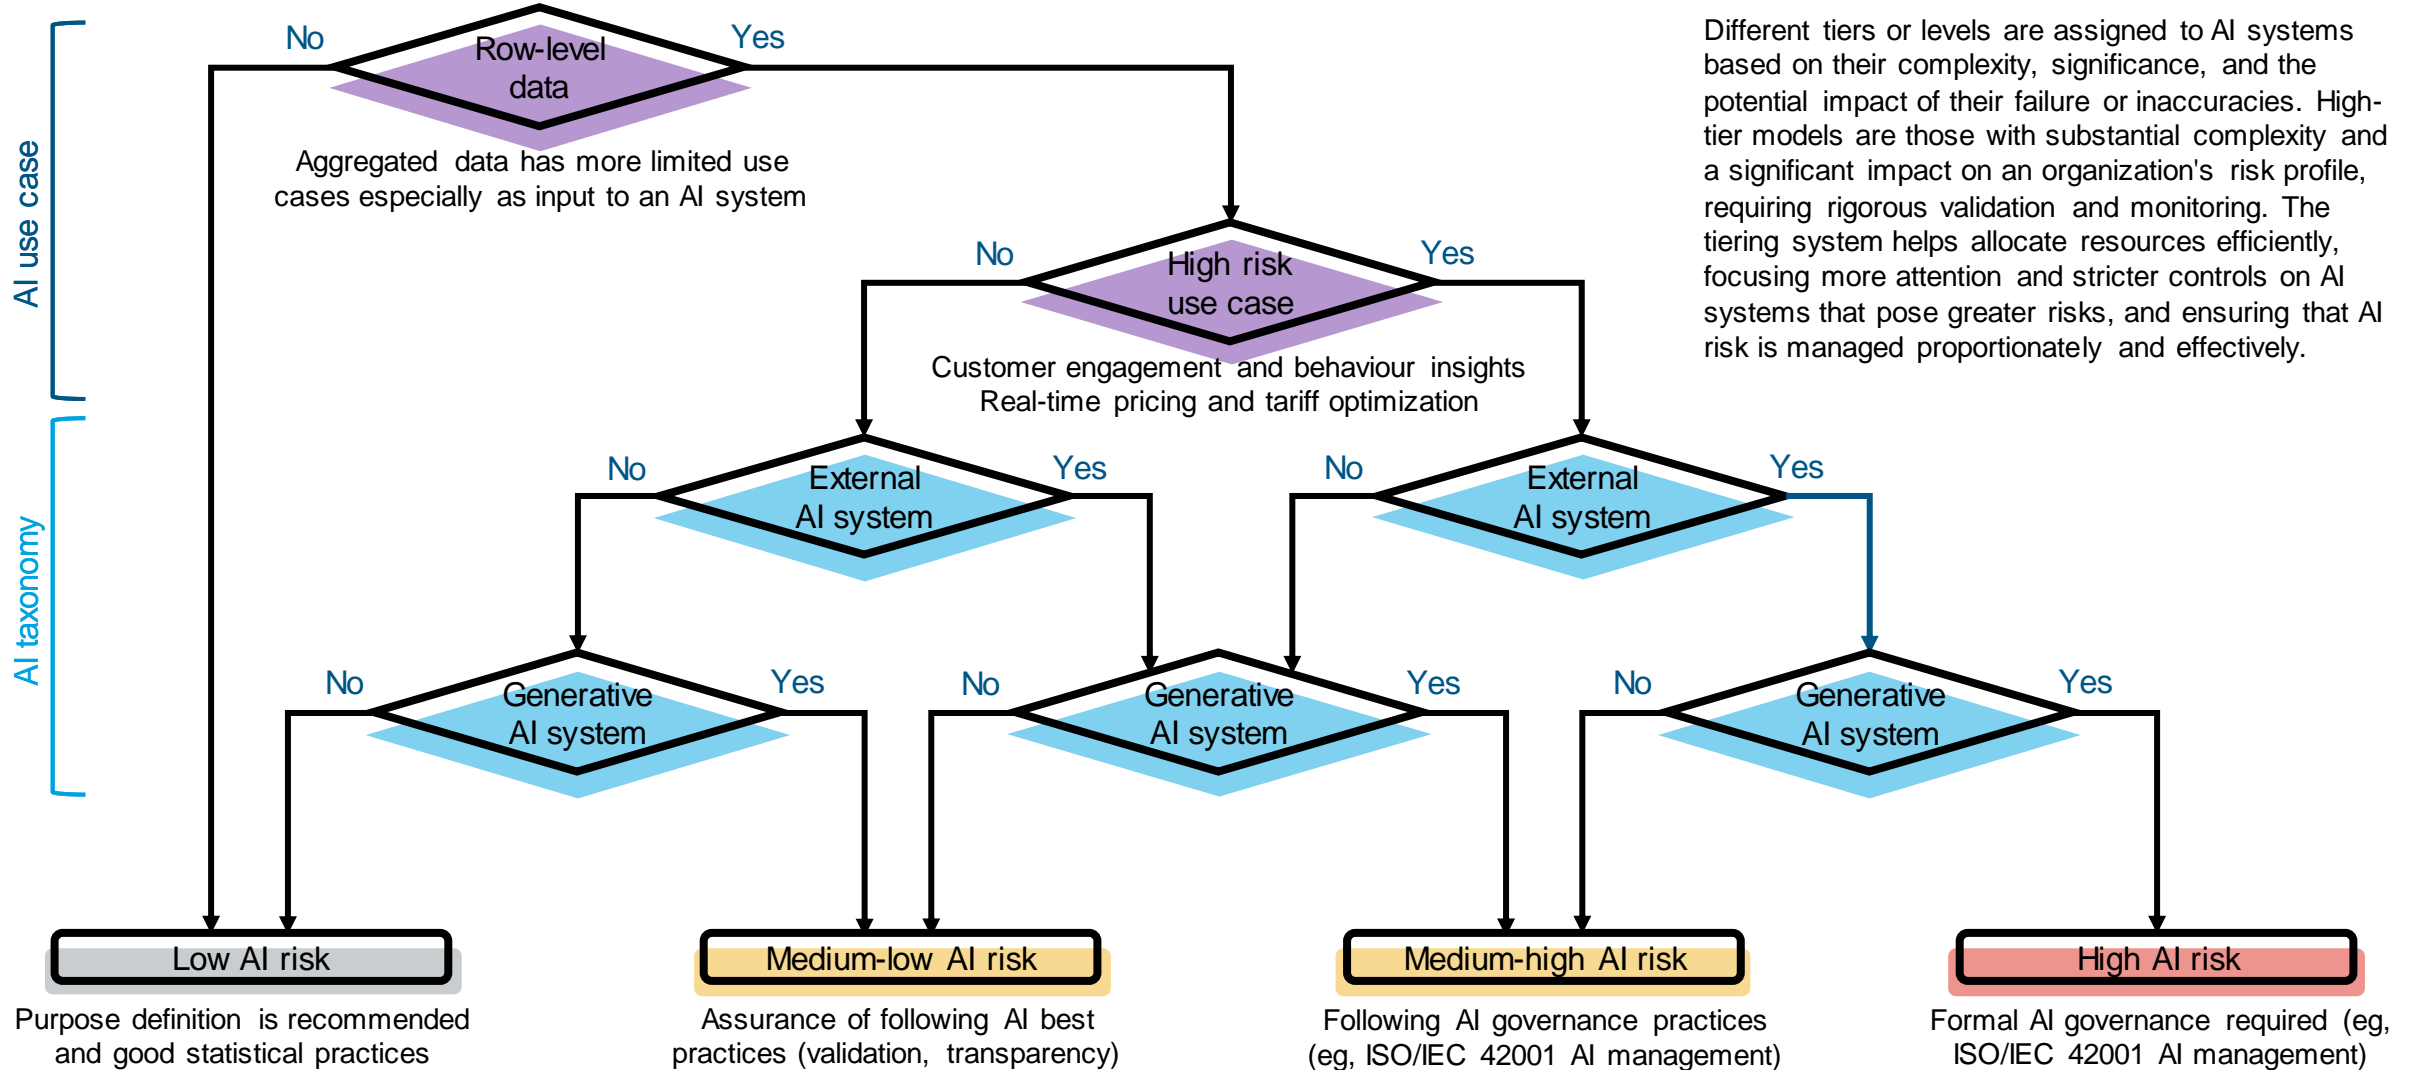 No
Row-level
data
Yes
Aggregated data has more limited use
cases especially as input to an AI system
Different tiers or levels are assigned to AI systems
based on their complexity, significance, and the
potential impact of their failure or inaccuracies. High-
tier models are those with substantial complexity and
a significant impact on an organization's risk profile,
requiring rigorous validation and monitoring. The
tiering system helps allocate resources efficiently,
focusing more attention and stricter controls on AI
systems that pose greater risks, and ensuring that AI
risk is managed proportionately and effectively.
AI use case
No
High risk
use case
Yes
Customer engagement and behaviour insights
Real-time pricing and tariff optimization
AI taxonomy
No
External
AI system
Yes
No
External
AI system
Yes
No
Generative
AI system
Yes
No
Generative
AI system
Yes
No
Generative
AI system
Yes
Low AI risk
Purpose definition is recommended
and good statistical practices
Medium-low AI risk
Assurance of following AI best
practices (validation, transparency)
Medium-high AI risk
Following AI governance practices
(eg, ISO/IEC 42001 AI management)
High AI risk
Formal AI governance required (eg,
ISO/IEC 42001 AI management)